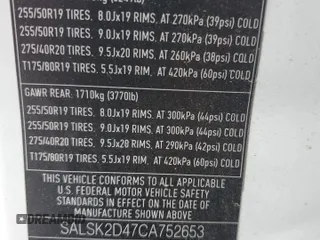 255/50R19 TIRES. 8.0Jx19 RIMS, AT 270kPa (39psi) COLD
255/50R19 TIRES. 9.0Jx19 RIMS, AT 270kPa (39psi) COLD
275/40R20 TIRES. 9.5Jx20 RIMS, AT 260kPa (38psi) COLD
T175/80R19 TIRES. 5.5Jx19 RIM, AT 420kPa (60psi) COLD
GAWR REAR. 1710kg (3770lb)
255/50R19 TIRES. 8.0Jx19 RIMS, AT 300kPa (44psi) COLD
255/50R19 TIRES. 9.0Jx19 RIMS, AT 300kPa (44psi) COLD
275/40R20 TIRES. 9.5Jx20 RIMS, AT 290kPa (42psi) COLD
T175/80R19 TIRES. 5.5Jx19 RIM, AT 420kPa (60psi) COLD
THIS VEHICLE CONFORMS TO ALL
FEDERAL MOTOR VEHICLE SAFETY
STANDARDS IN EFFECT ON THE DATE OF
MANUFACTURE SHOWN ABOVE
SALSK2D47CA752653